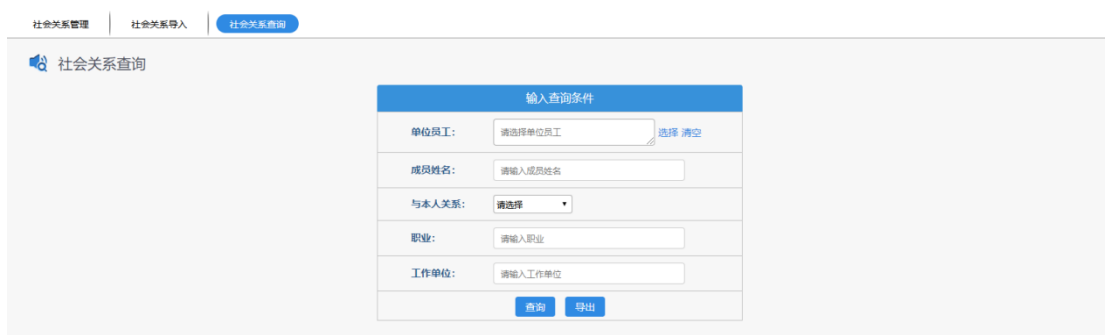 社会关系管理 社会关系导入 社会关系查询
社会关系查询
输入查询条件
单位员工： 请选择单位员工 选择 清空
成员姓名： 请输入成员姓名
与本人关系： 请选择
职业： 请输入职业
工作单位： 请输入工作单位
查询 导出